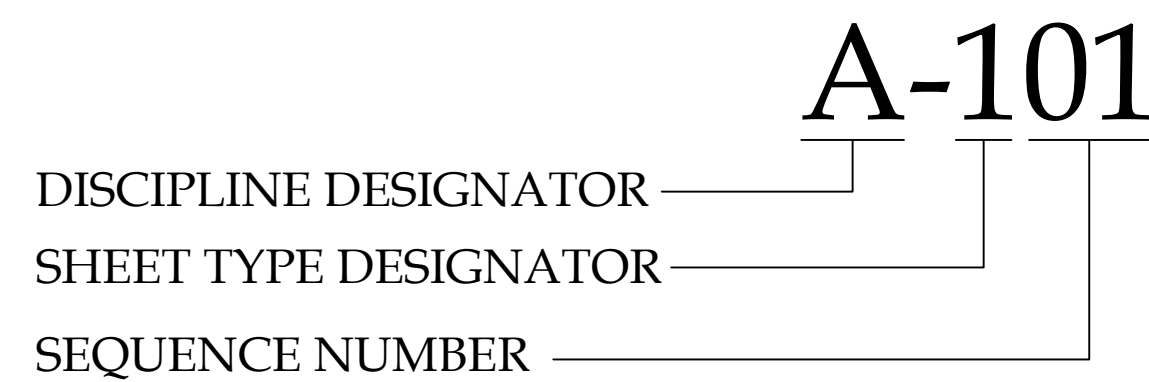 A-101
DISCIPLINE DESIGNATOR
SHEET TYPE DESIGNATOR
SEQUENCE NUMBER